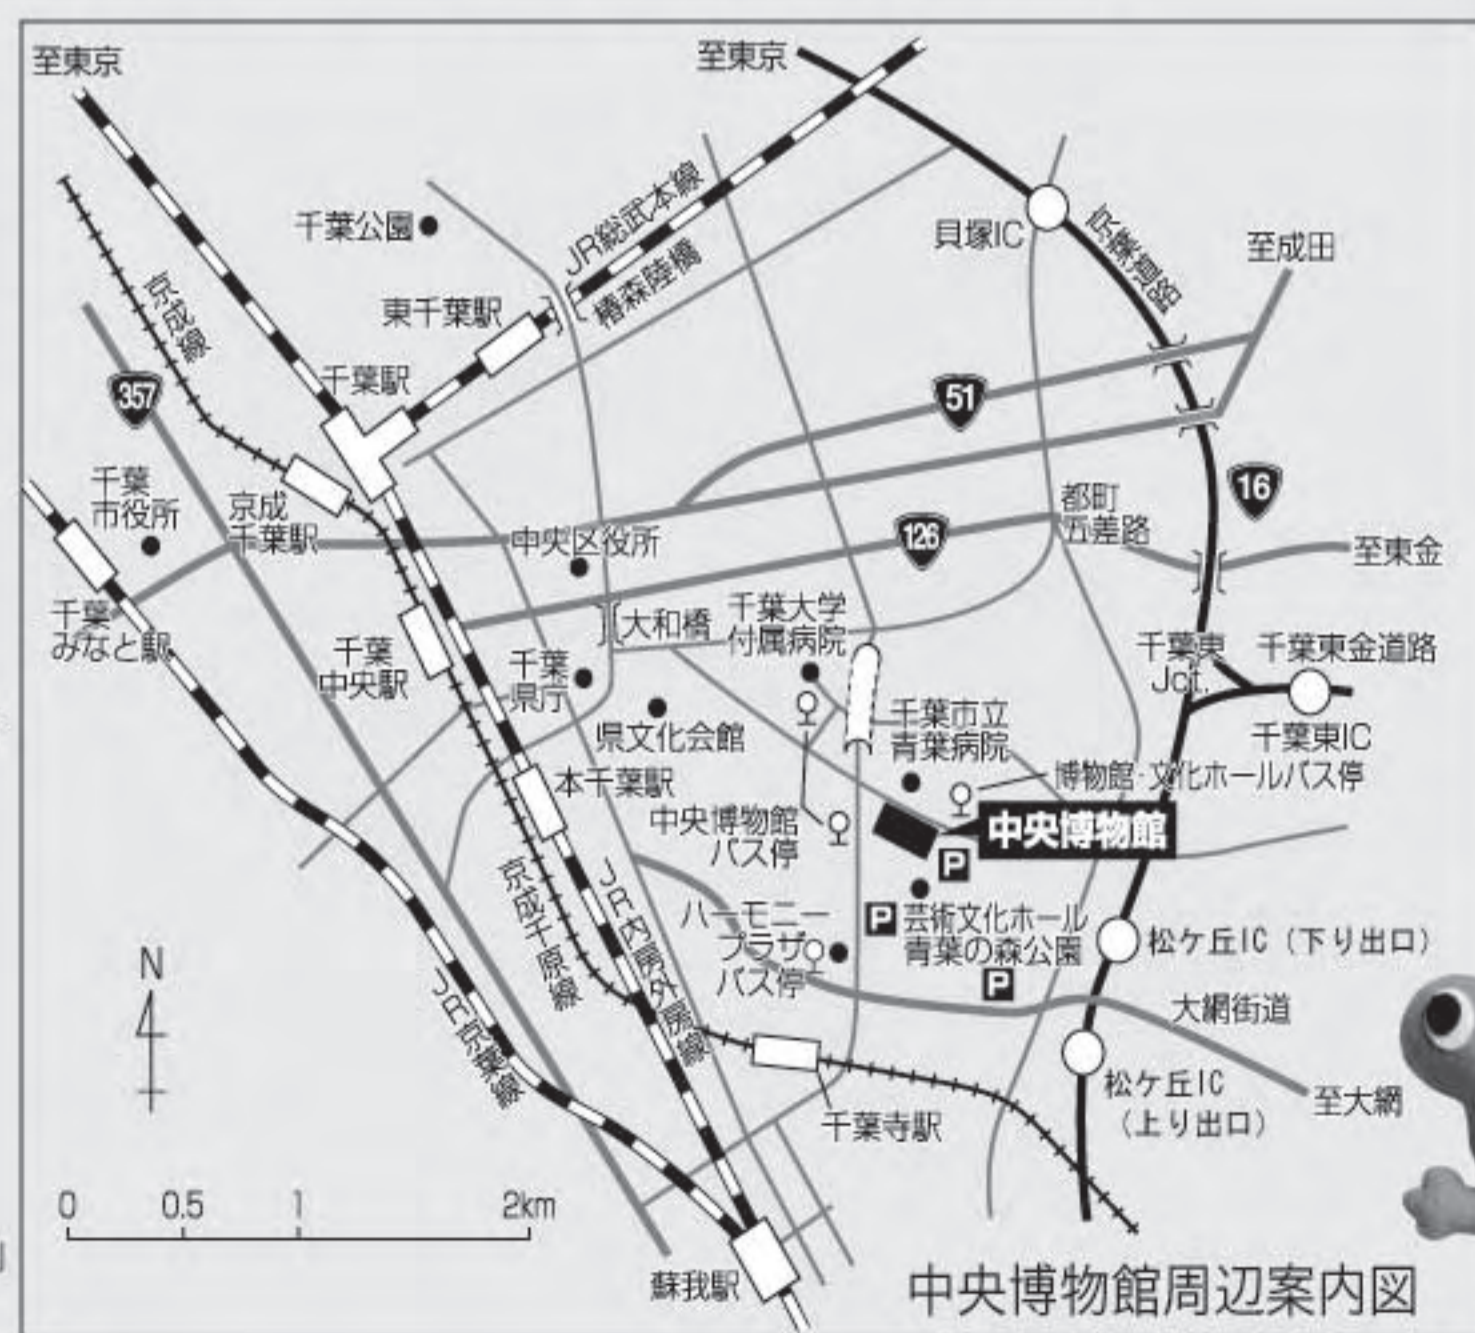 至東京
至東京
JR総武本線
千葉公園
貝塚IC
京葉道路
至成田
椿森陸橋
京成線
東千葉駅
千葉駅
357
51
16
千葉
市役所
京成
千葉駅
中央区役所
126
都町
五差路
至東金
千葉
みなと駅
大和橋
千葉大学
付属病院
千葉
中央駅
千葉
県庁
千葉東
Jct.
千葉東金道路
県文化会館
千葉市立
青葉病院
千葉東IC
本千葉駅
博物館・文化ホールバス停
中央博物館
バス停
中央博物館
P
京成千原線
JR内房外房線
ハーモニー
プラザ
バス停
P
芸術文化ホール
青葉の森公園
P
松ケ丘IC(下り出口)
N
JR京葉線
大網街道
松ケ丘IC
(上り出口)
至大網
千葉寺駅
0 0.5 1 2km
蘇我駅
中央博物館周辺案内図